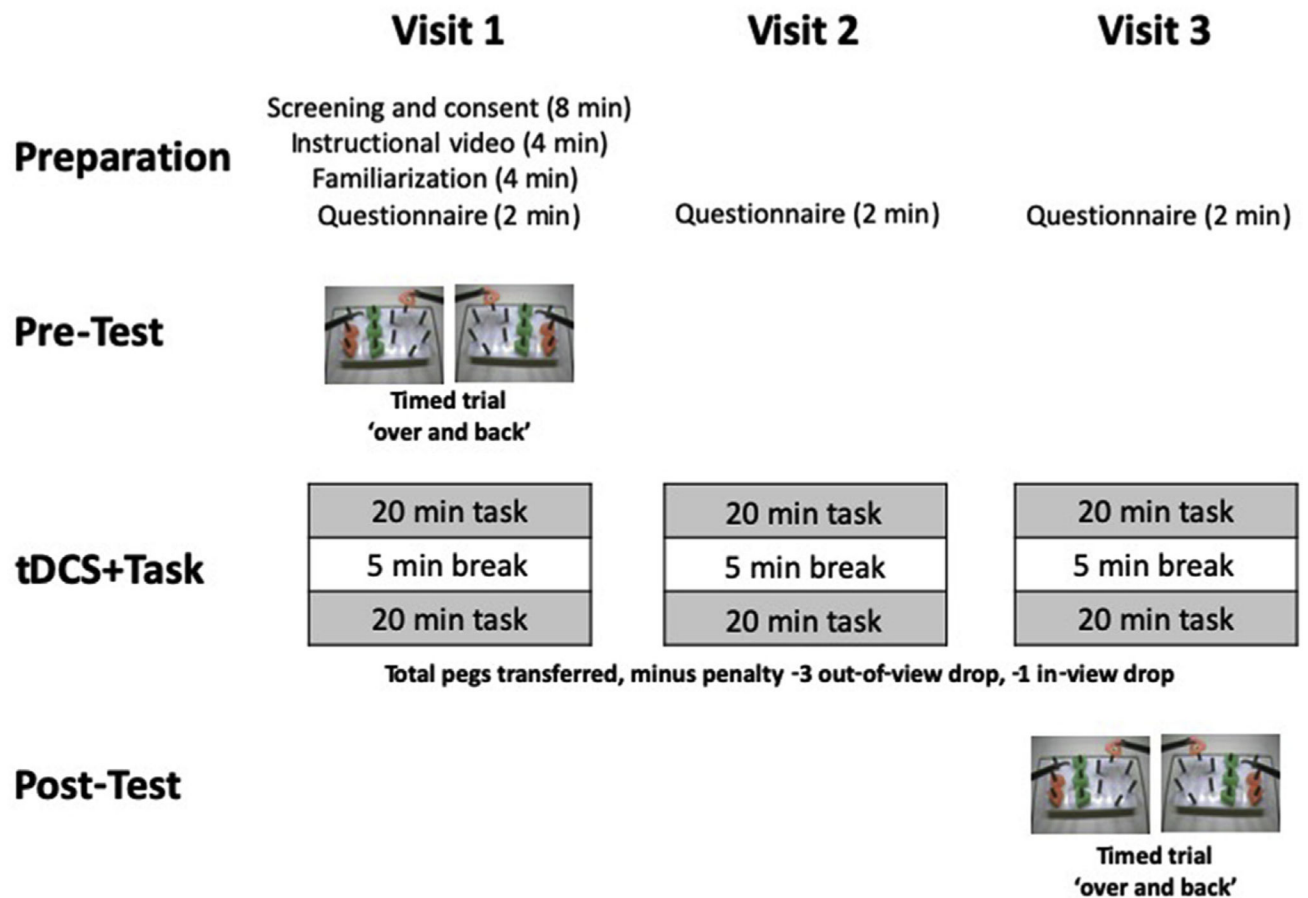 Visit 1
Visit 2
Visit 3
Preparation
Screening and consent (8 min)
Instructional video (4 min)
Familiarization (4 min)
Questionnaire (2 min)
Questionnaire (2 min)
Questionnaire (2 min)
Pre-Test
Timed trial
‘over and back’
tDCS+Task
20 min task
5 min break
20 min task
20 min task
5 min break
20 min task
20 min task
5 min break
20 min task
Total pegs transferred, minus penalty -3 out-of-view drop, -1 in-view drop
Post-Test
Timed trial
‘over and back’